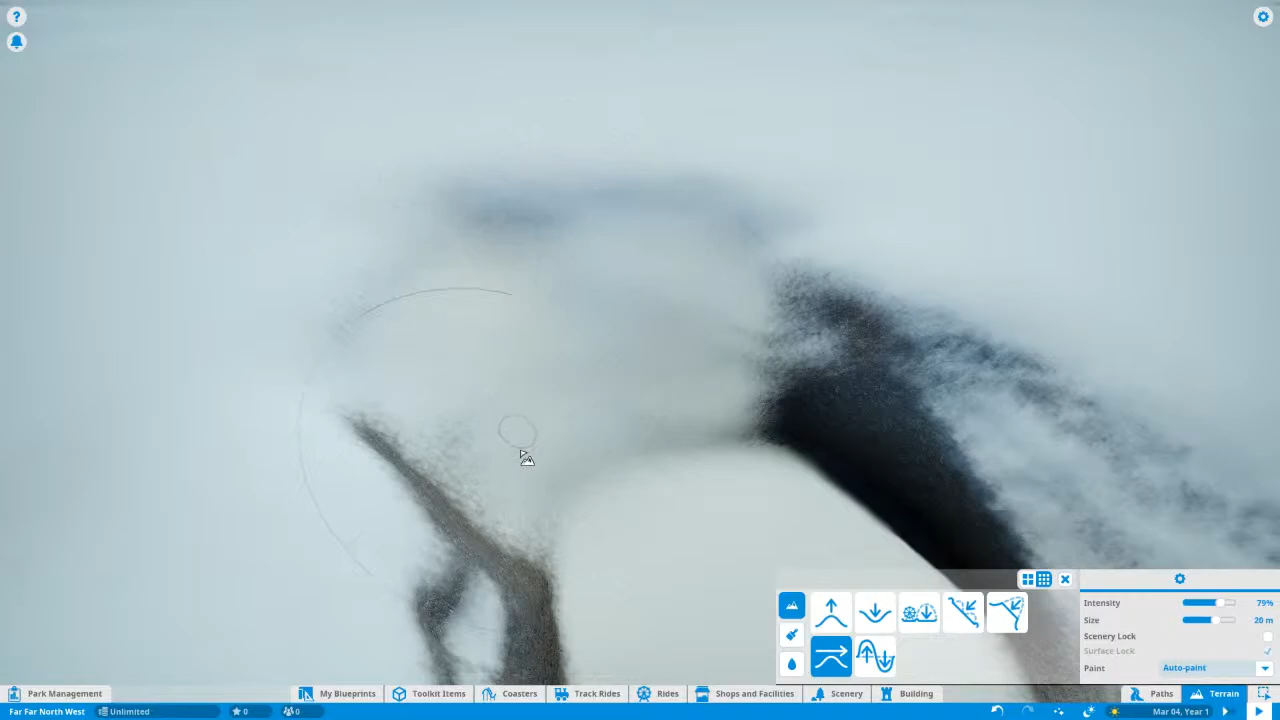 ?
Intensity 79%
Size 20 m
Scenery Lock
Surface Lock
Paint Auto-paint
Park Management My Blueprints Toolkit Items Coasters Track Rides Rides Shops and Facilities Scenery Building Paths Terrain
Far Far North West Unlimited 0 0 Mar 04, Year 1